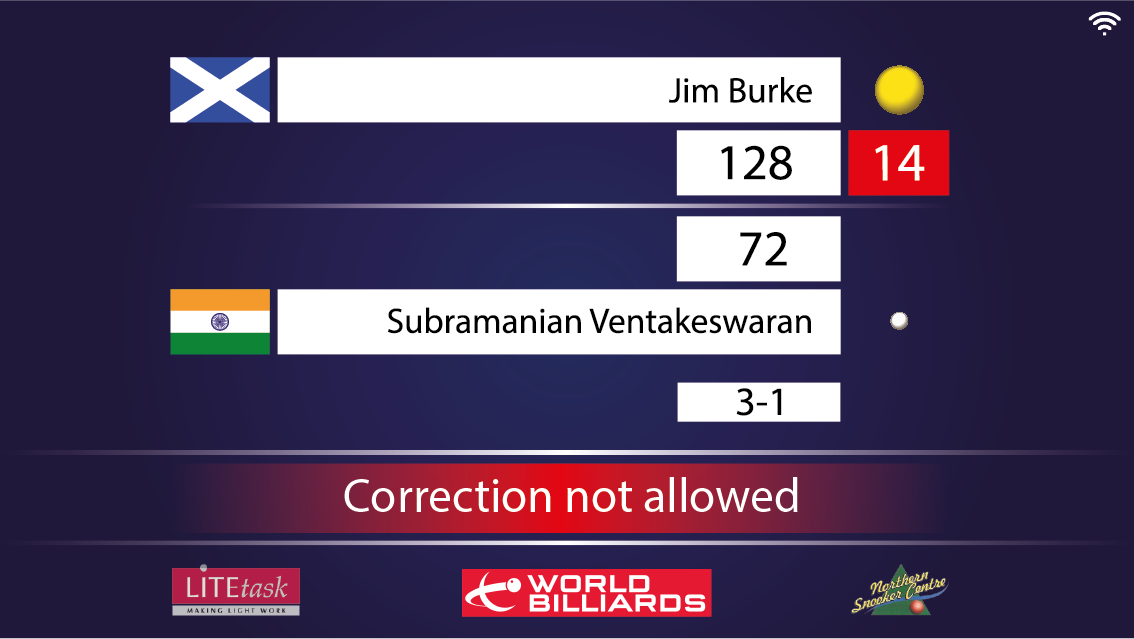 Jim Burke
128 14
72
Subramanian Ventakeswaran
3-1
Correction not allowed
LiTEtask
MAKING LIGHT WORK
WORLD
BILLIARDS
Northern
Snooker Centre